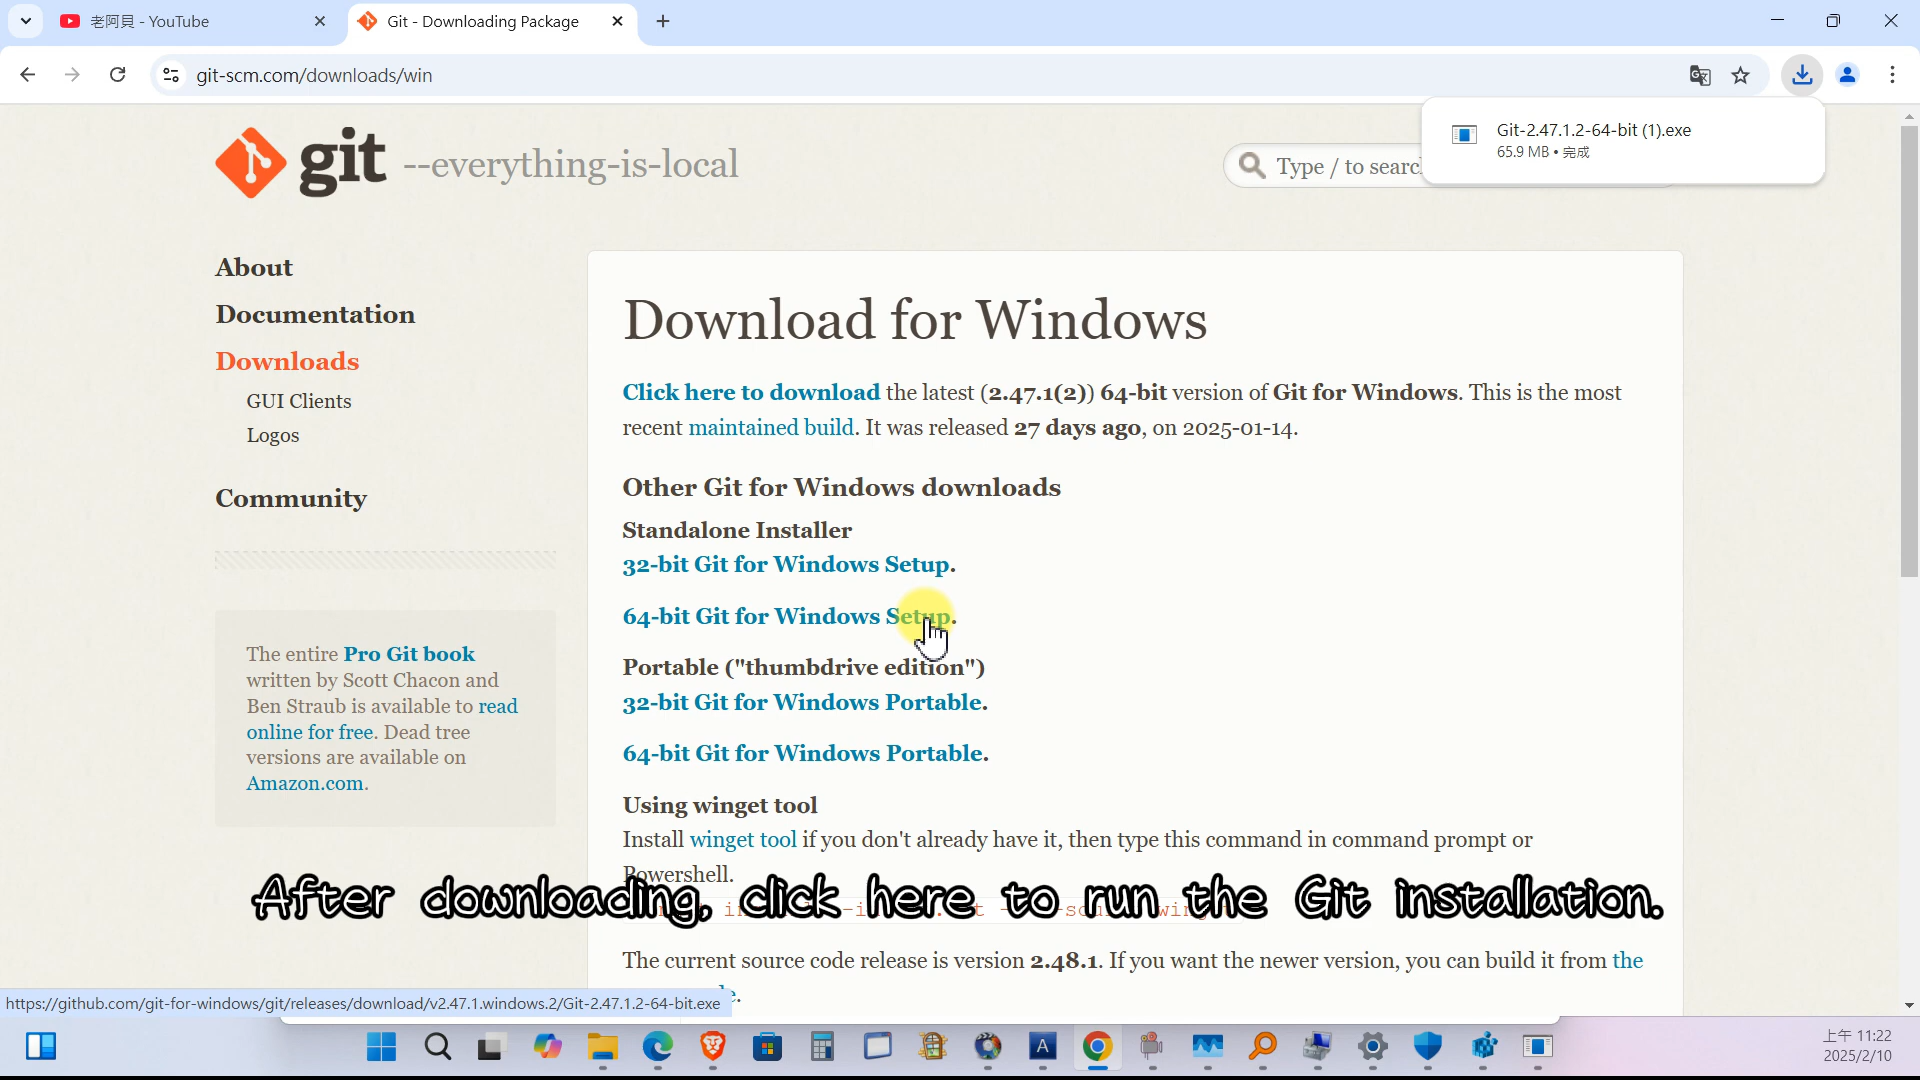 老阿貝 - YouTube
Git - Downloading Package
git-scm.com/downloads/win
Git-2.47.1.2-64-bit (1).exe
65.9 MB • 完成
git --everything-is-local
Type / to searc
About
Documentation
Downloads
GUI Clients
Logos
Community
The entire Pro Git book
written by Scott Chacon and
Ben Straub is available to read
online for free. Dead tree
versions are available on
Amazon.com.
Download for Windows
Click here to download the latest (2.47.1(2)) 64-bit version of Git for Windows. This is the most
recent maintained build. It was released 27 days ago, on 2025-01-14.
Other Git for Windows downloads
Standalone Installer
32-bit Git for Windows Setup.
64-bit Git for Windows Setup.
Portable ("thumbdrive edition")
32-bit Git for Windows Portable.
64-bit Git for Windows Portable.
Using winget tool
Install winget tool if you don't already have it, then type this command in command prompt or
Powershell.
After downloading, click here to run the Git installation.
The current source code release is version 2.48.1. If you want the newer version, you can build it from the
https://github.com/git-for-windows/git/releases/download/v2.47.1.windows.2/Git-2.47.1.2-64-bit.exe
上午 11:22
2025/2/10